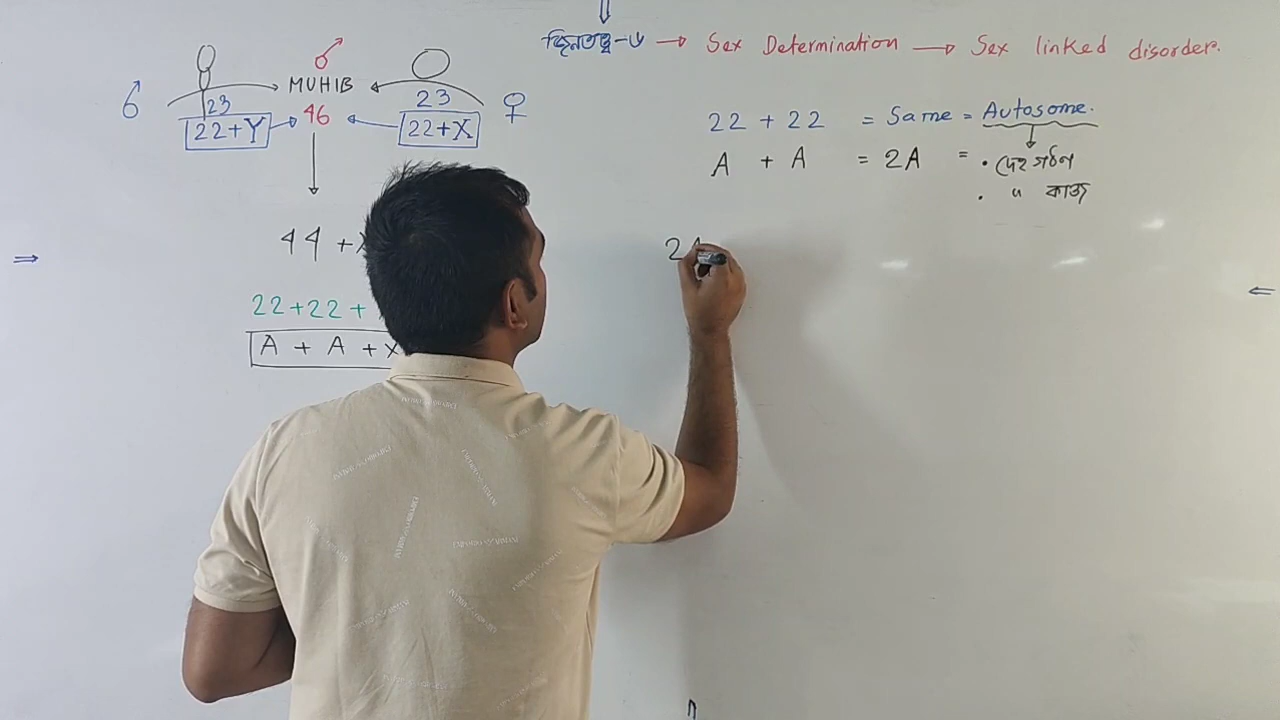 জিনতত্ত্ব-৬ → Sex Determination → Sex linked disorder.
♂
MUHIB
23 46 23
22+Y 22+X
22 + 22 = Same = Autosome.
A + A = 2A = • দেহ গঠন
• " কাজ
44 +
2A
22+22 +
A + A + X